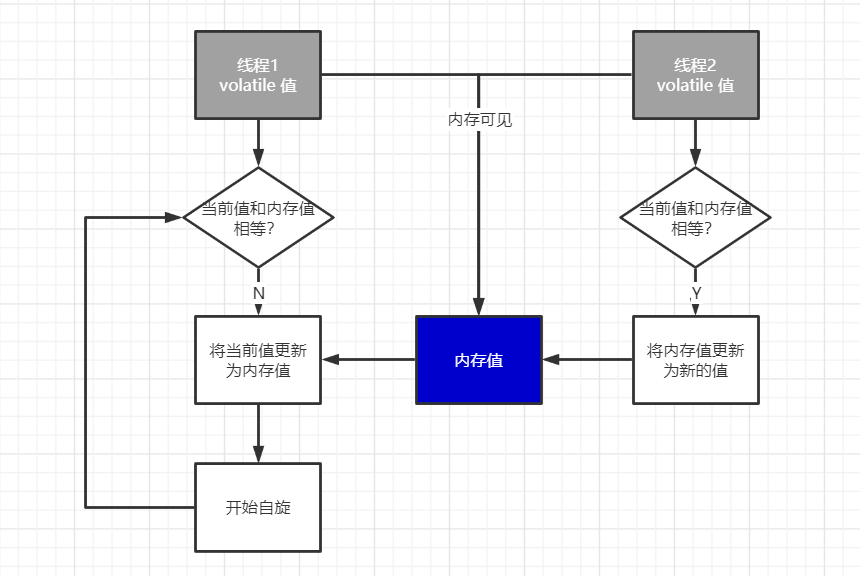 线程1
volatile 值
线程2
volatile 值
内存可见
当前值和内存值
相等?
当前值和内存值
相等?
N
Y
将当前值更新
为内存值
内存值
将内存值更新
为新的值
开始自旋